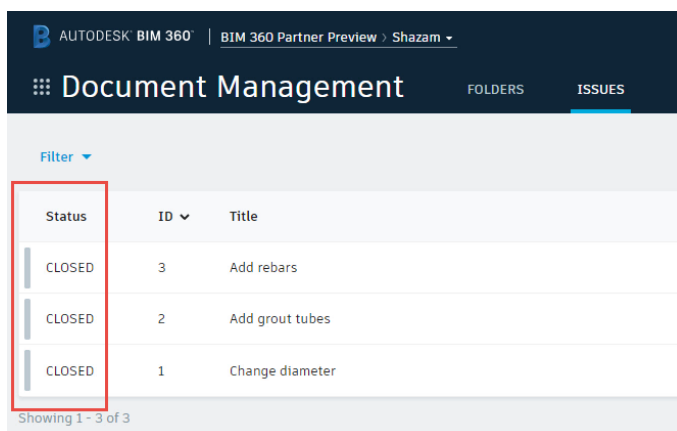 AUTODESK® BIM 360® BIM 360 Partner Preview > Shazam
Document Management FOLDERS ISSUES
Filter
Status ID Title
CLOSED 3 Add rebars
CLOSED 2 Add grout tubes
CLOSED 1 Change diameter
Showing 1 - 3 of 3